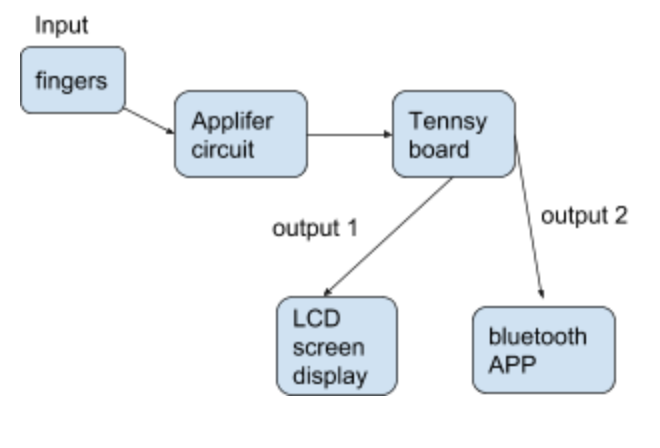 Input
fingers
Applifer
circuit
Tennsy
board
output 1
output 2
LCD
screen
display
bluetooth
APP